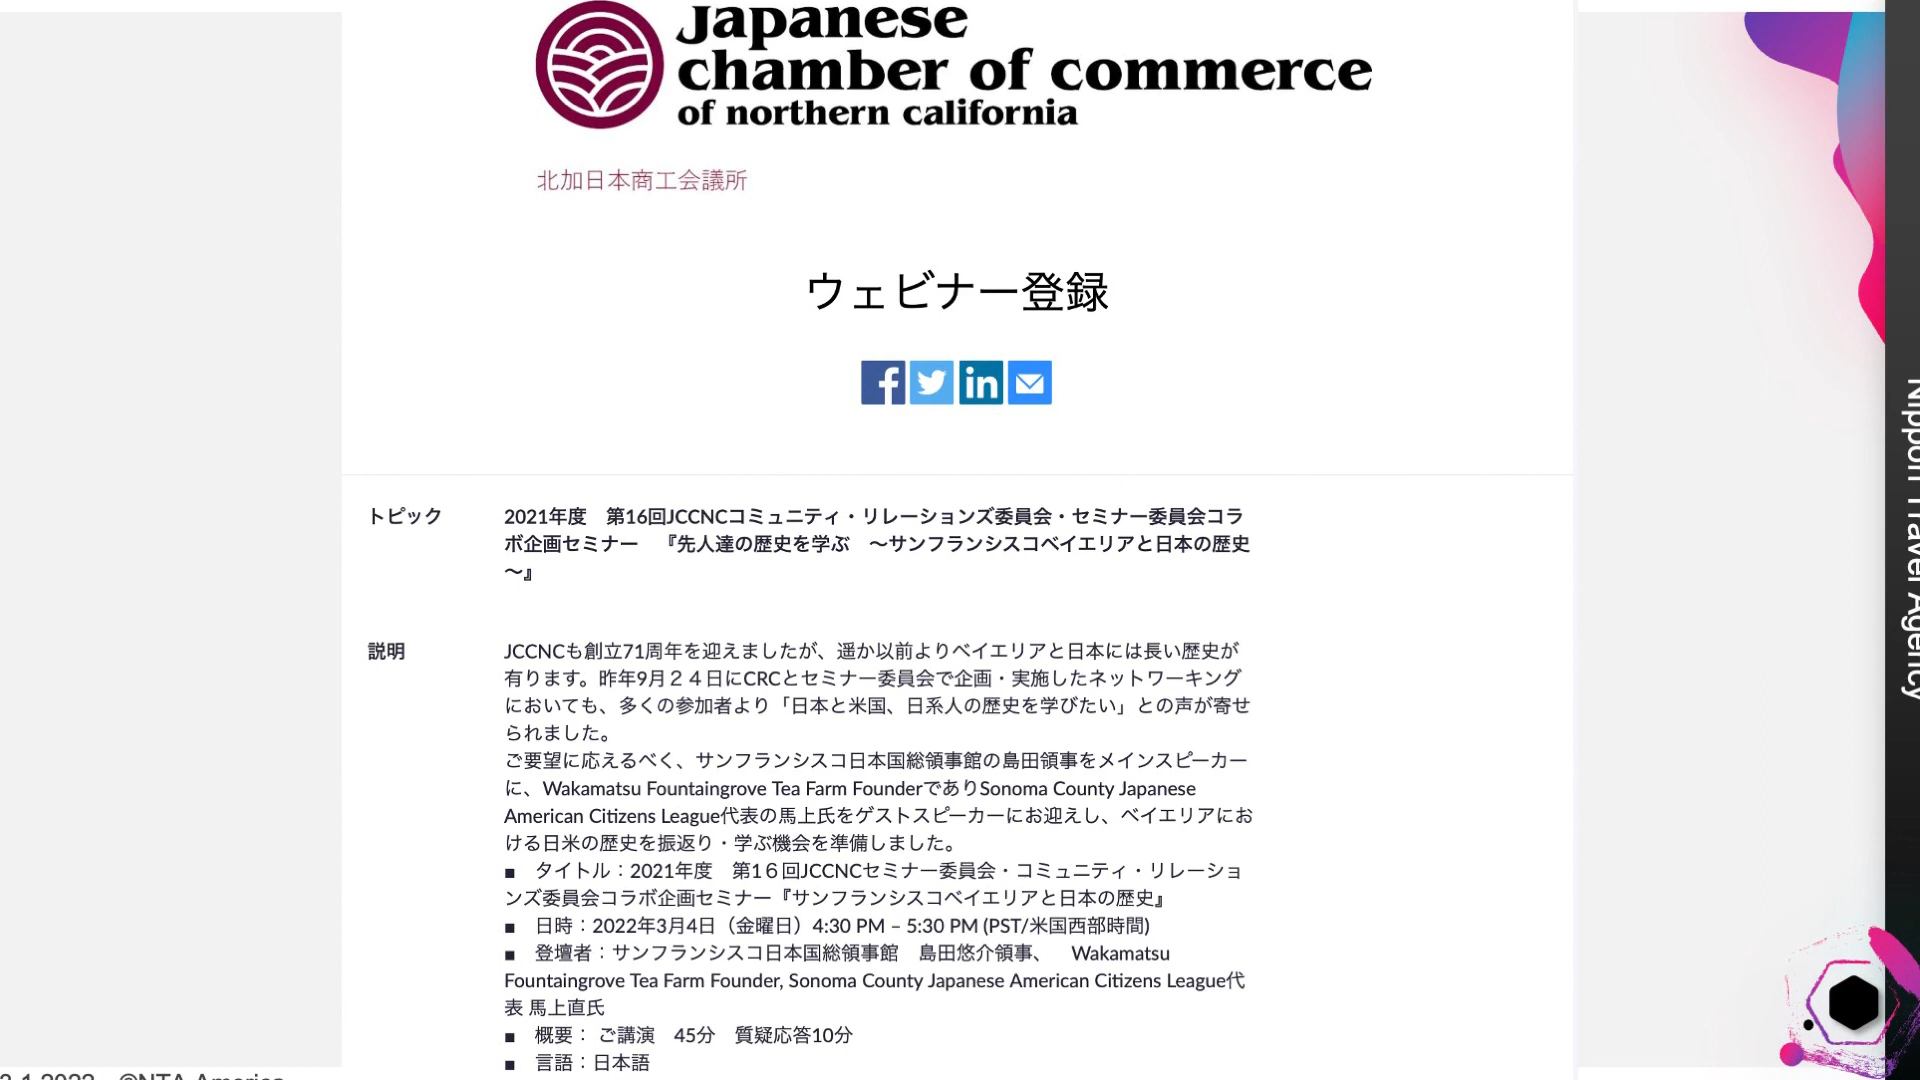 Japanese
chamber of commerce
of northern california
北加日本商工会議所
ウェビナー登録
トピック
2021年度　第16回JCCNCコミュニティ・リレーションズ委員会・セミナー委員会コラ
ボ企画セミナー　『先人達の歴史を学ぶ　～サンフランシスコベイエリアと日本の歴史
～』
説明
JCCNCも創立71周年を迎えましたが、遥か以前よりベイエリアと日本には長い歴史が
有ります。昨年9月２４日にCRCとセミナー委員会で企画・実施したネットワーキング
においても、多くの参加者より「日本と米国、日系人の歴史を学びたい」との声が寄せ
られました。
ご要望に応えるべく、サンフランシスコ日本国総領事館の島田領事をメインスピーカー
に、Wakamatsu Fountaingrove Tea Farm FounderでありSonoma County Japanese
American Citizens League代表の馬上氏をゲストスピーカーにお迎えし、ベイエリアにお
ける日米の歴史を振返り・学ぶ機会を準備しました。
■　タイトル：2021年度　第1６回JCCNCセミナー委員会・コミュニティ・リレーショ
ンズ委員会コラボ企画セミナー『サンフランシスコベイエリアと日本の歴史』
■　日時：2022年3月4日（金曜日）4:30 PM – 5:30 PM (PST/米国西部時間)
■　登壇者：サンフランシスコ日本国総領事館　島田悠介領事、　Wakamatsu
Fountaingrove Tea Farm Founder, Sonoma County Japanese American Citizens League代
表 馬上直氏
■　概要： ご講演　45分　質疑応答10分
■　言語：日本語
Nippon Travel Agency
3.1.2022　©NTA America